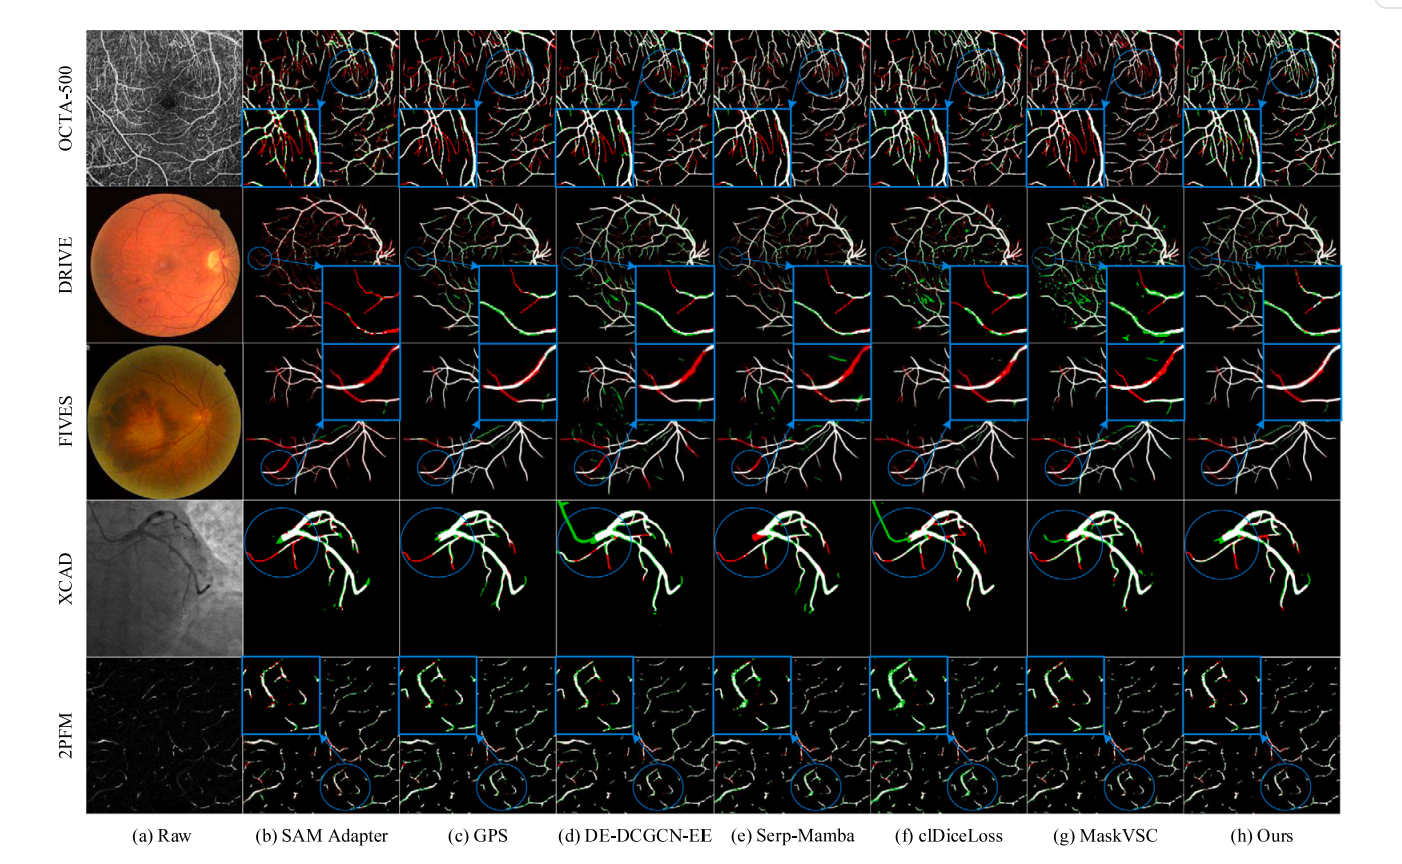 OCTA-500
DRIVE
FIVES
XCAD
2PFM
(a) Raw
(b) SAM Adapter
(c) GPS
(d) DE-DCGCN-EE
(e) Serp-Mamba
(f) clDiceLoss
(g) MaskVSC
(h) Ours